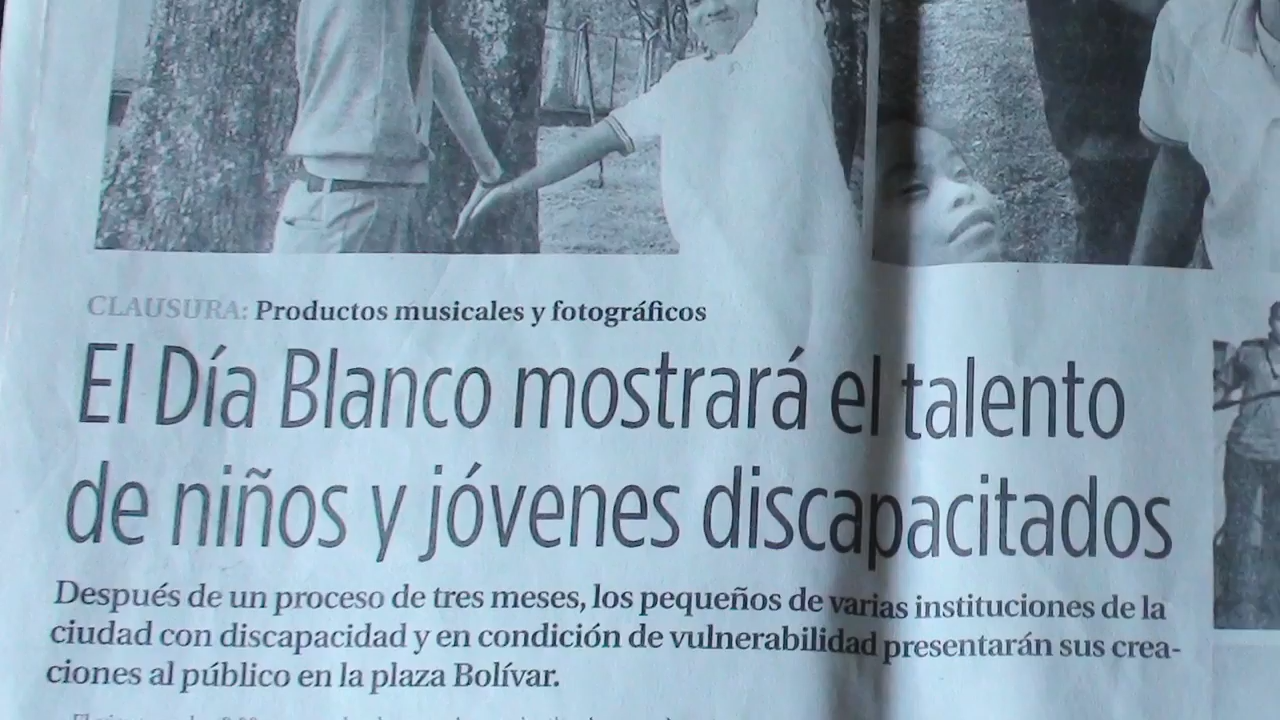 CLAUSURA: Productos musicales y fotográficos
El Día Blanco mostrará el talento
de niños y jóvenes discapacitados
Después de un proceso de tres meses, los pequeños de varias instituciones de la
ciudad con discapacidad y en condición de vulnerabilidad presentarán sus crea-
ciones al público en la plaza Bolívar.